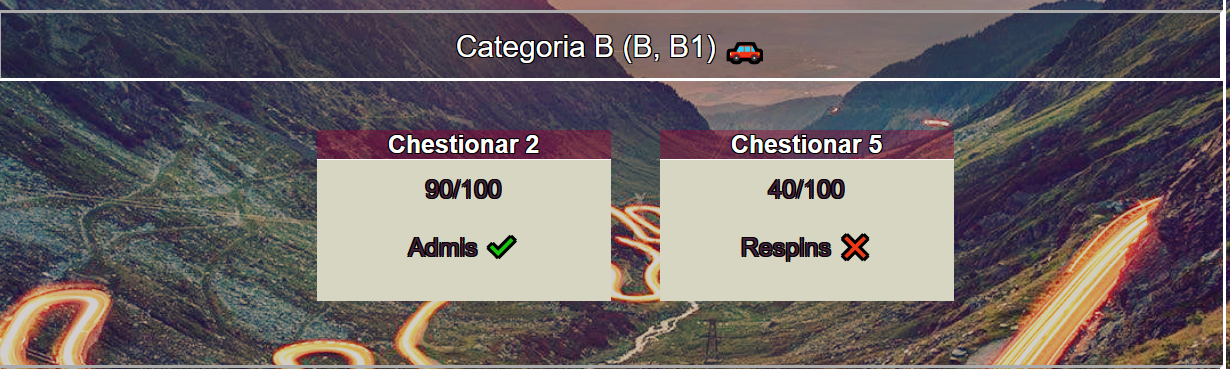 Categoria B (B, B1) 🚗
Chestionar 2
90/100
Admis ✔
Chestionar 5
40/100
Respins ❌